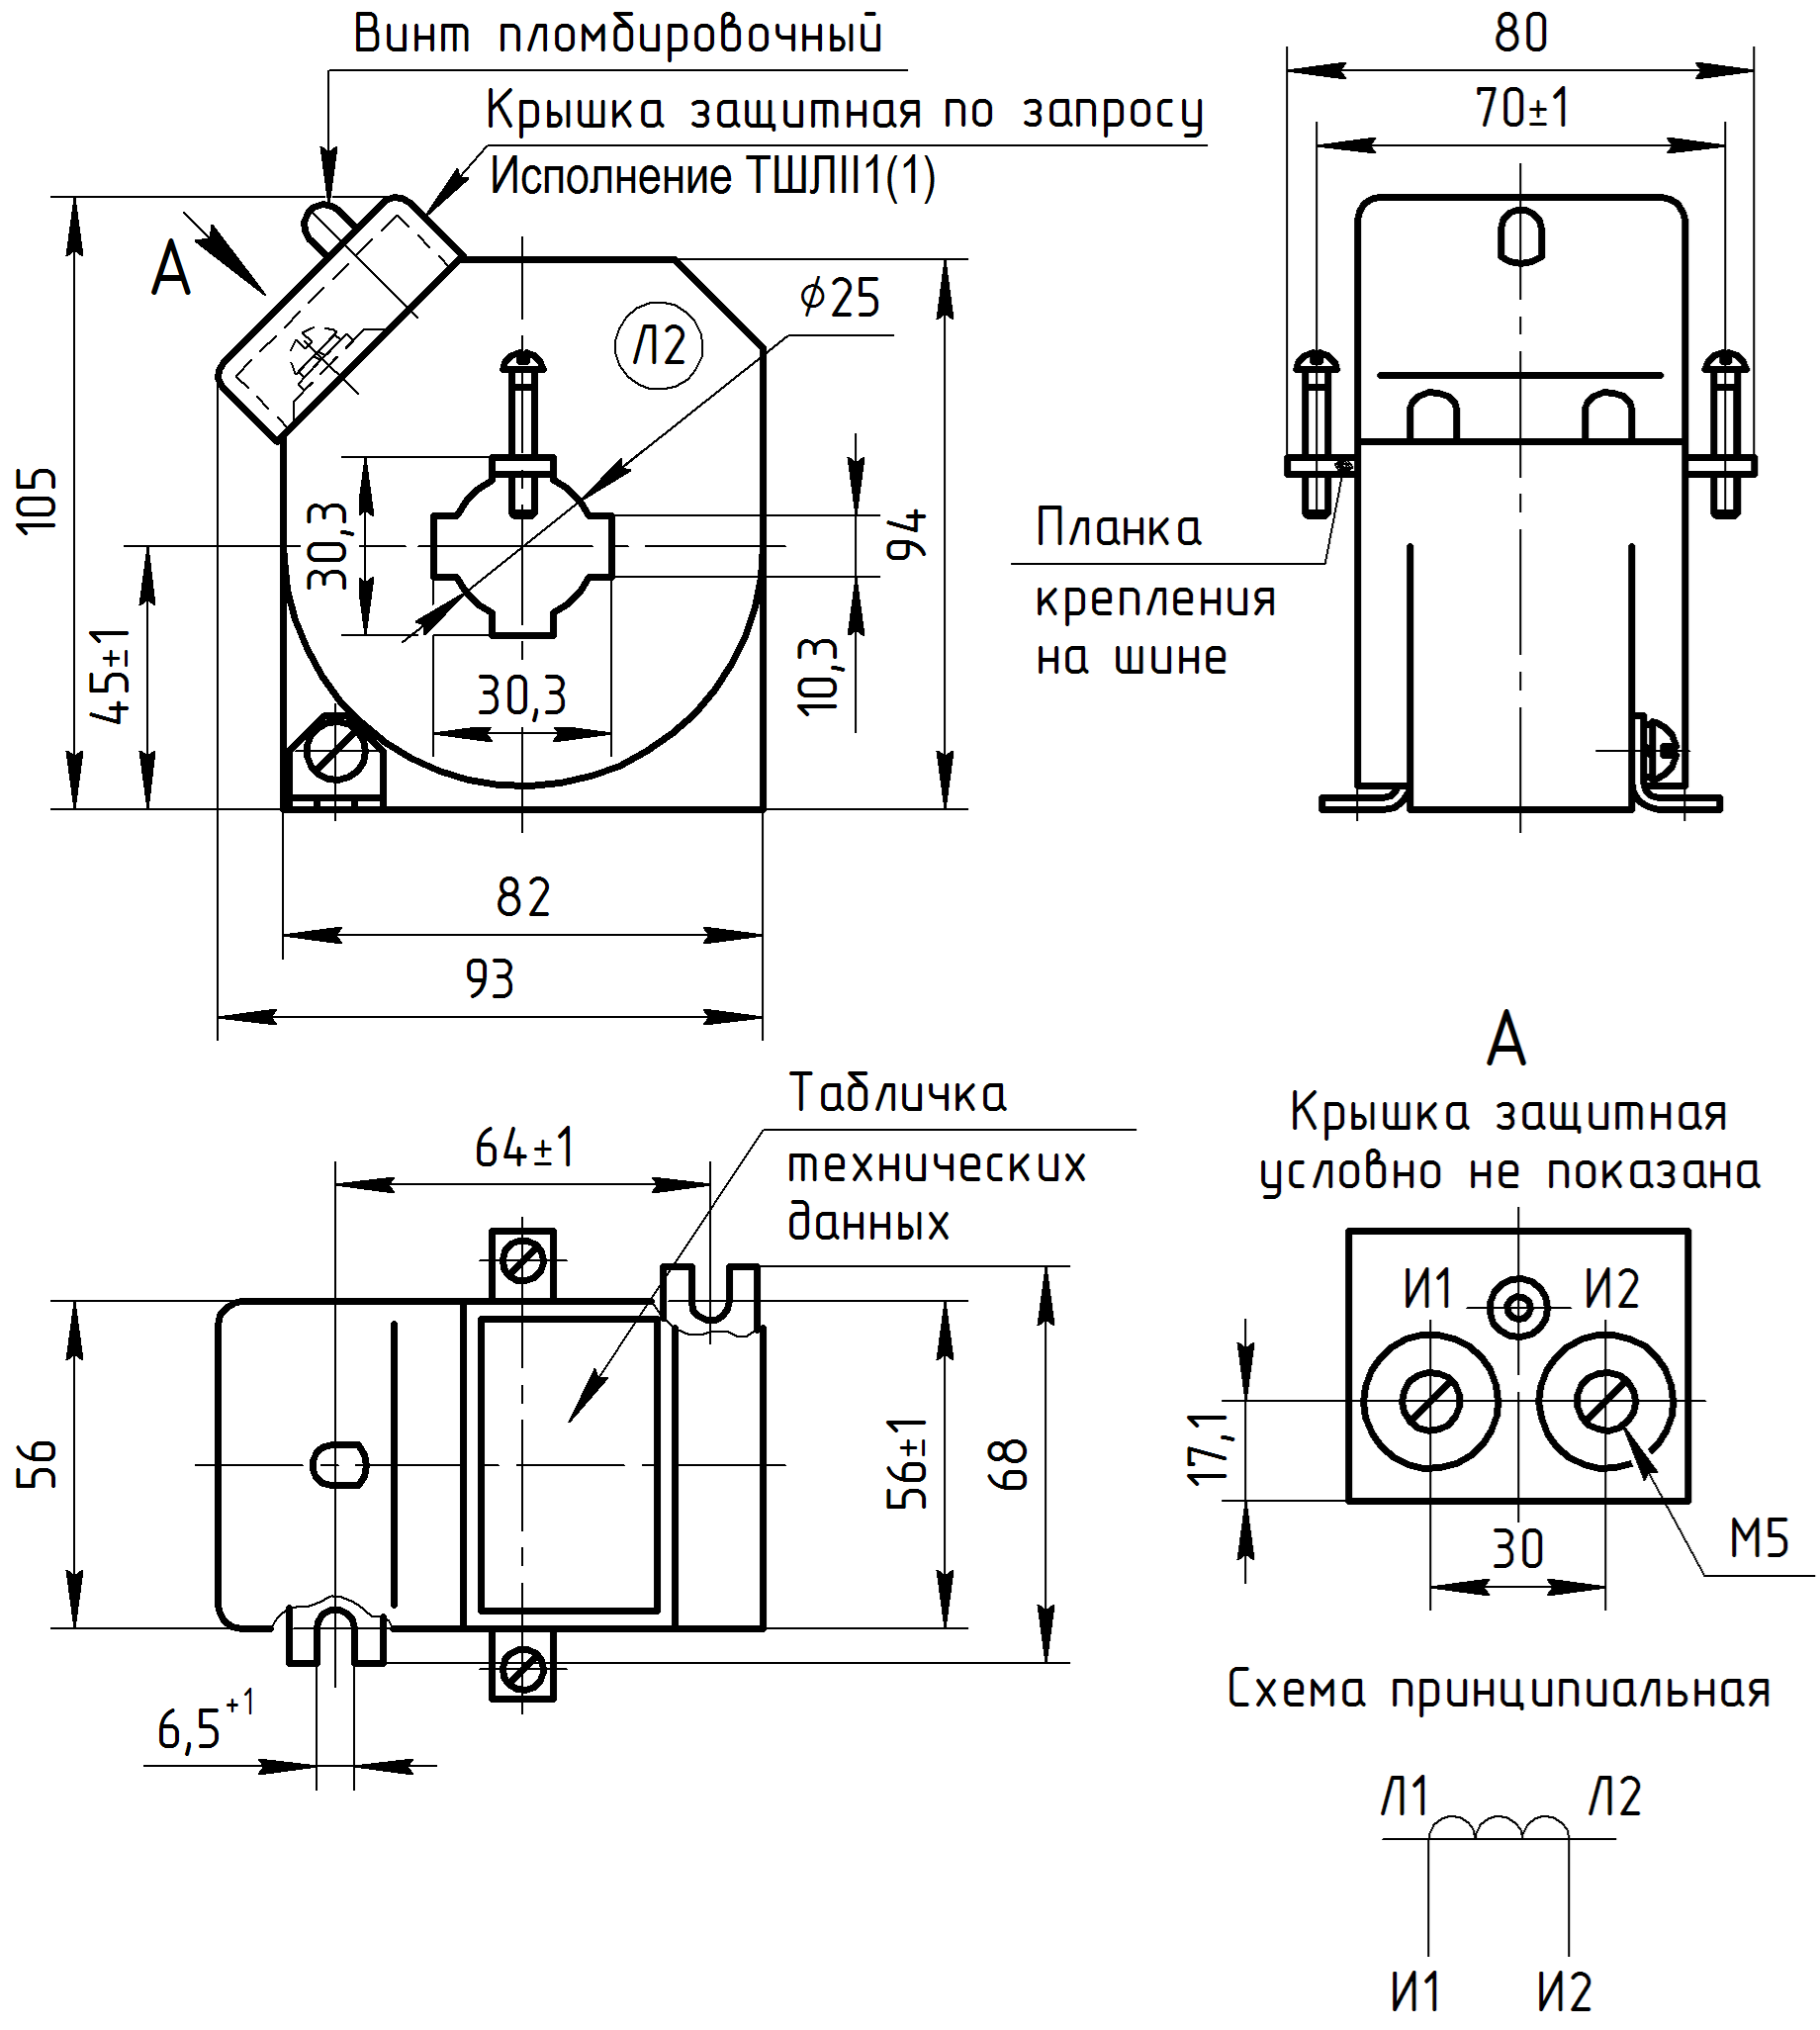 Винт пломбировочный
Крышка защитная по запросу
Исполнение ТШЛII1(1)
А
Л2
⌀25
105
45±1
30,3
30,3
10,3
94
82
93
80
70±1
Планка
крепления
на шине
64±1
Табличка
технических
данных
56
56±1
68
6,5+1
А
Крышка защитная
условно не показана
И1
И2
17,1
30
М5
Схема принципиальная
Л1
Л2
И1
И2